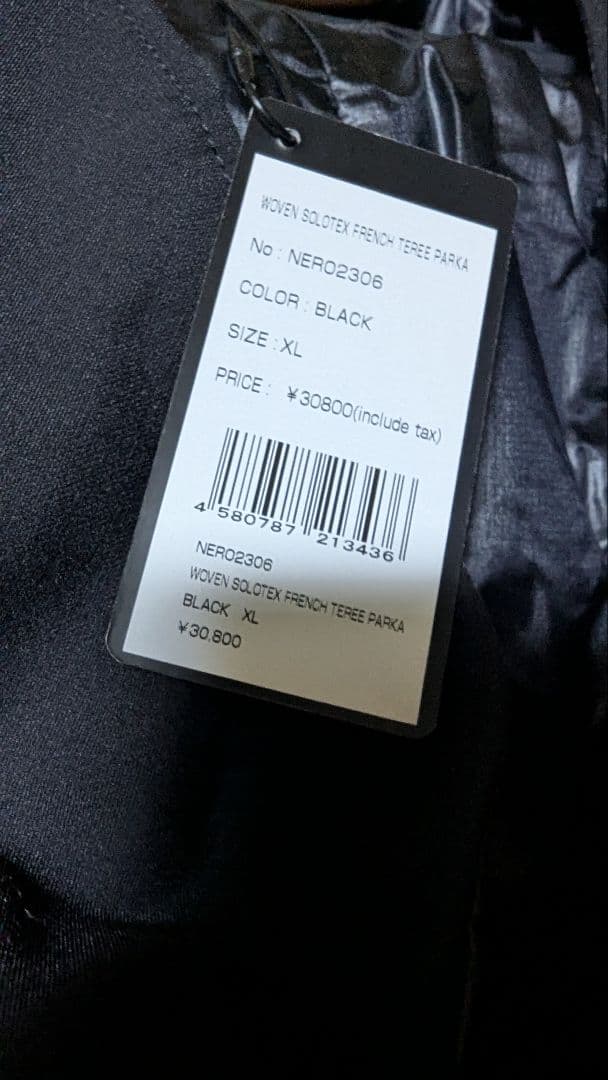 WOVEN SOLOTEX FRENCH TEREE PARKA
No : NERO2306
COLOR : BLACK
SIZE : XL
PRICE : ¥30800(include tax)
4 580787 213436
NERO2306
WOVEN SOLOTEX FRENCH TEREE PARKA
BLACK XL
¥30,800